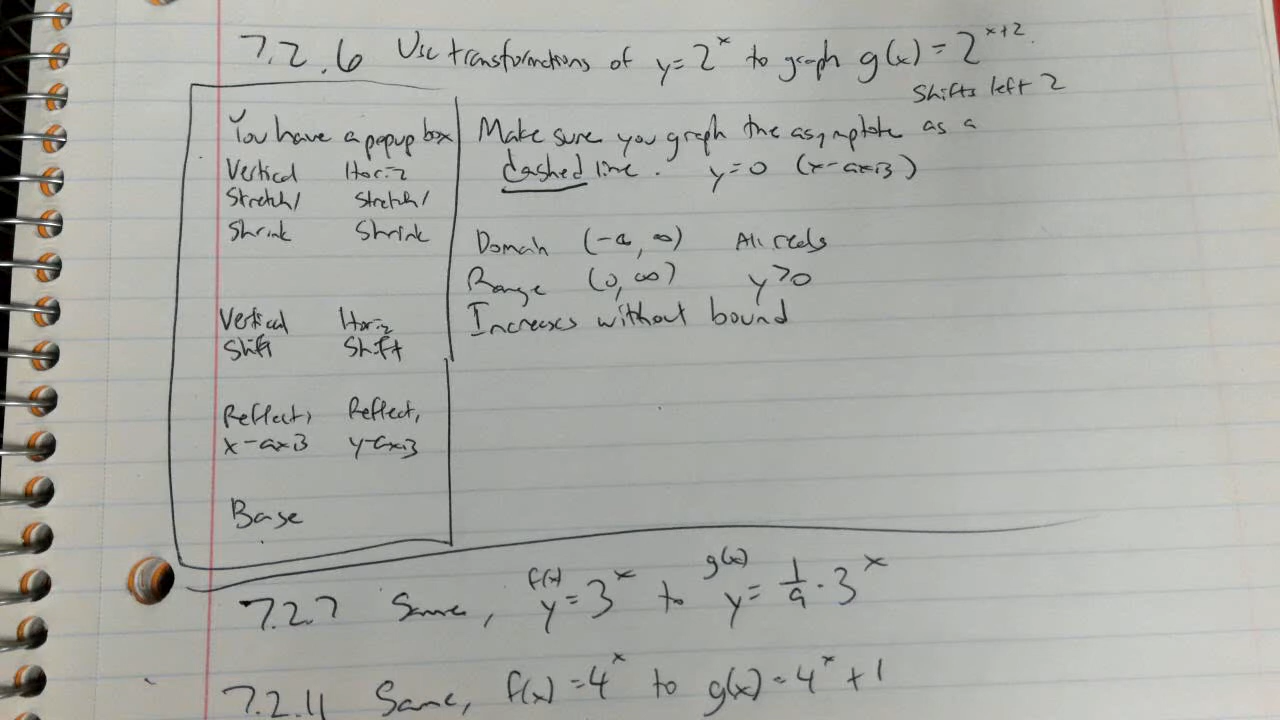 7.2.6 Use transformations of y=2^x to graph g(x)=2^(x+2)
Shifts left 2
You have a popup box
Vertical Horiz
Stretch/ Stretch/
Shrink Shrink
Vertical Horiz
Shift Shift
Reflect, Reflect,
x-axis y-axis
Base
Make sure you graph the asymptote as a
dashed line. y=0 (x-axis)
Domain (-∞, ∞) All reals
Range (0, ∞) y>0
Increases without bound
7.2.7 Same, f(x) y=3^x to g(x) y=1/9·3^x
7.2.11 Same, f(x)=4^x to g(x)=4^x+1